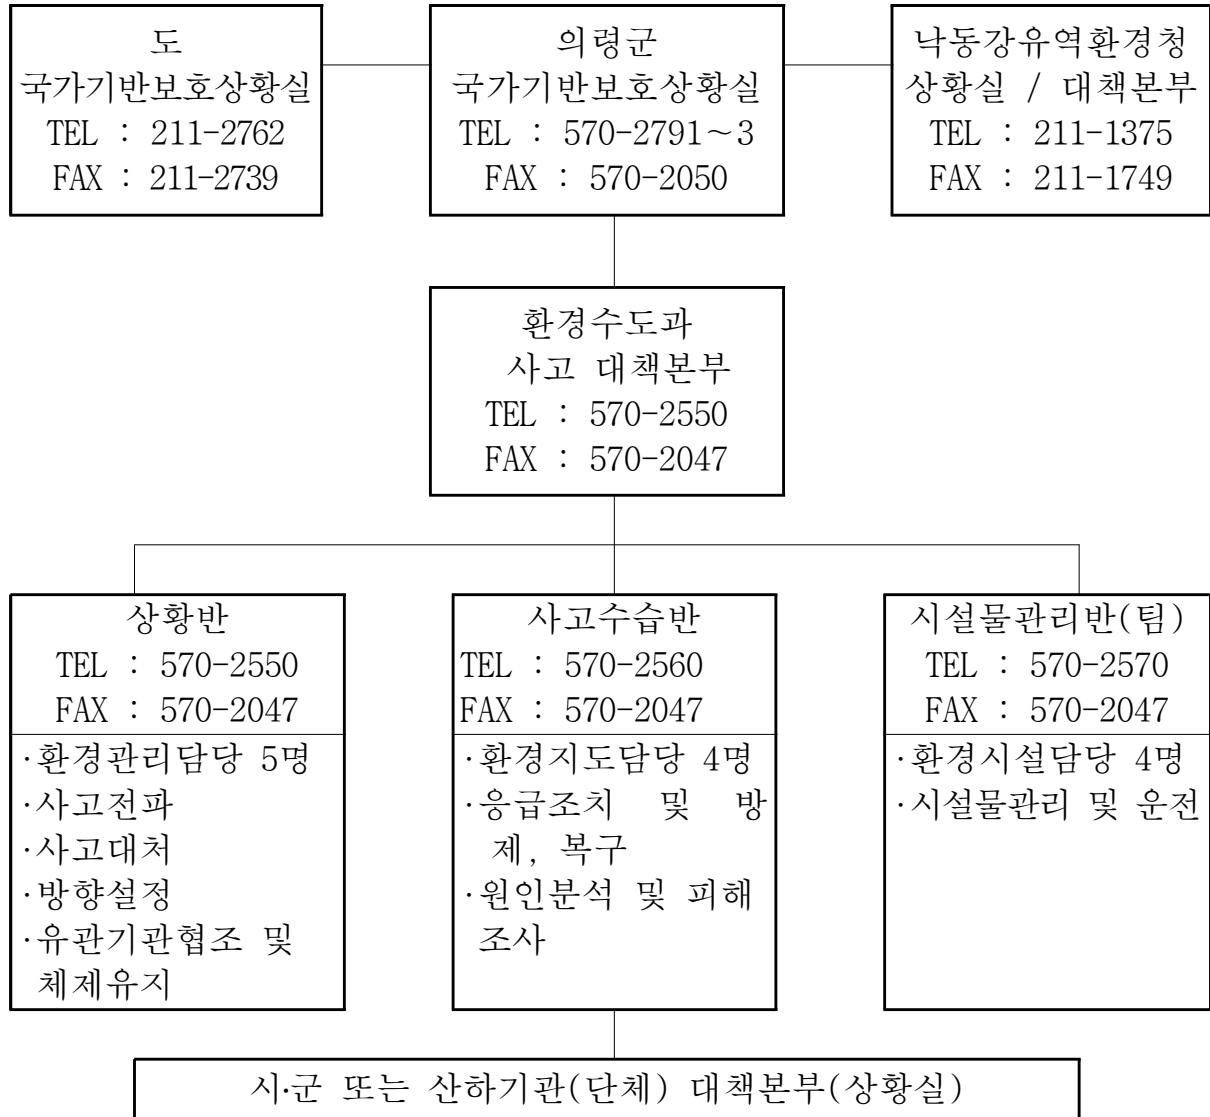 도
국가기반보호상황실
TEL : 211-2762
FAX : 211-2739
의령군
국가기반보호상황실
TEL : 570-2791～3
FAX : 570-2050
낙동강유역환경청
상황실 / 대책본부
TEL : 211-1375
FAX : 211-1749
환경수도과
사고 대책본부
TEL : 570-2550
FAX : 570-2047
상황반
TEL : 570-2550
FAX : 570-2047
·환경관리담당 5명
·사고전파
·사고대처
·방향설정
·유관기관협조 및
체제유지
사고수습반
TEL : 570-2560
FAX : 570-2047
·환경지도담당 4명
·응급조치 및 방
제, 복구
·원인분석 및 피해
조사
시설물관리반(팀)
TEL : 570-2570
FAX : 570-2047
·환경시설담당 4명
·시설물관리 및 운전
시·군 또는 산하기관(단체) 대책본부(상황실)